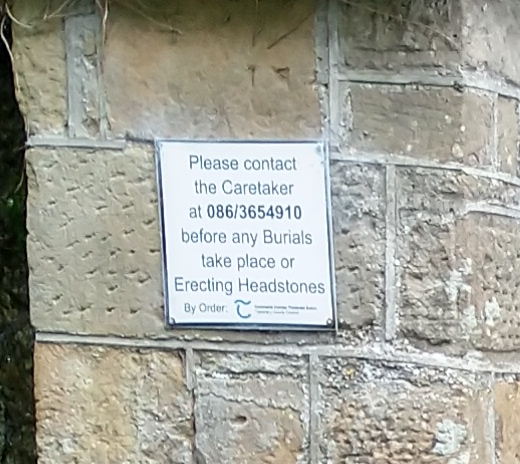 Please contact
the Caretaker
at 086/3654910
before any Burials
take place or
Erecting Headstones
By Order: